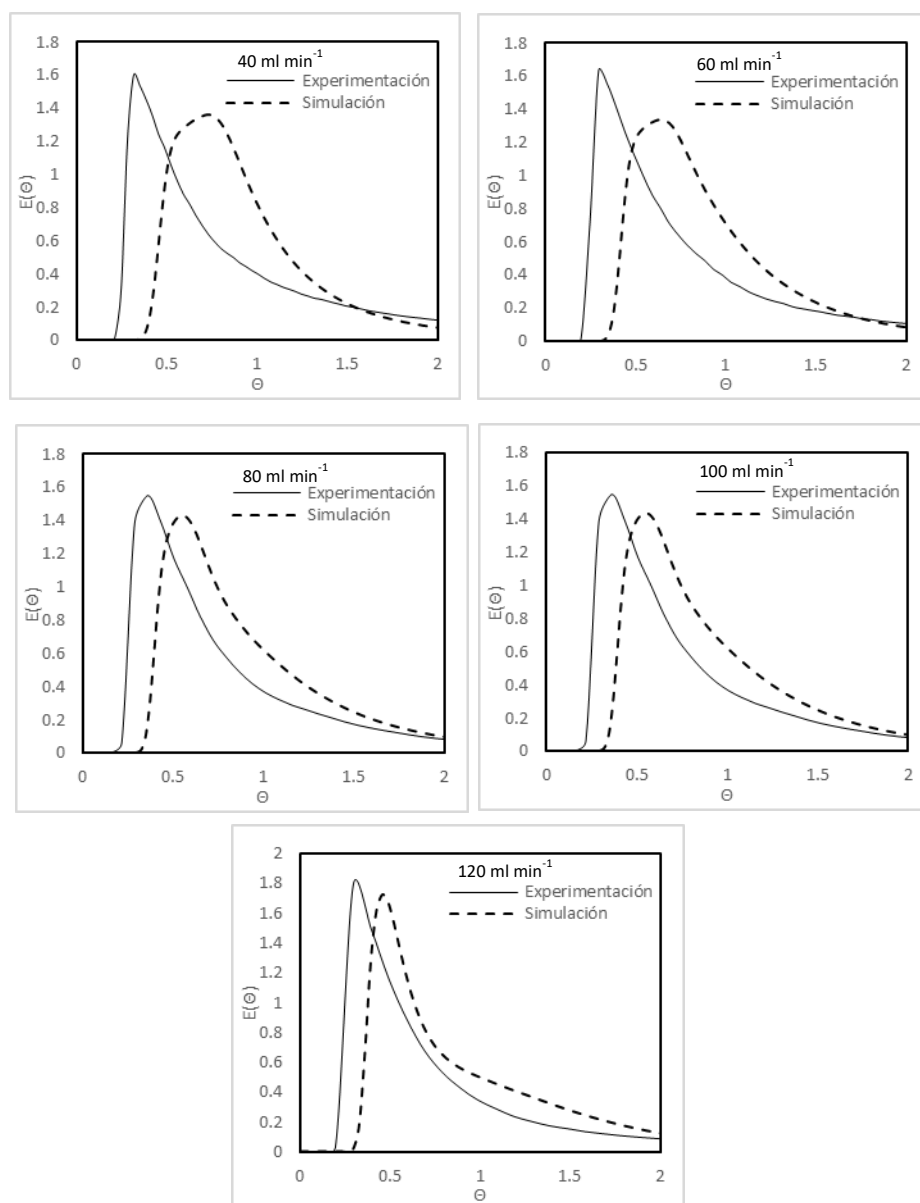 40 ml min⁻¹
Experimentación
Simulación
E(Θ)
1.8
1.6
1.4
1.2
1
0.8
0.6
0.4
0.2
0
0 0.5 1 1.5 2
Θ
60 ml min⁻¹
Experimentación
Simulación
E(Θ)
1.8
1.6
1.4
1.2
1
0.8
0.6
0.4
0.2
0
0 0.5 1 1.5 2
Θ
80 ml min⁻¹
Experimentación
Simulación
E(Θ)
1.8
1.6
1.4
1.2
1
0.8
0.6
0.4
0.2
0
0 0.5 1 1.5 2
Θ
100 ml min⁻¹
Experimentación
Simulación
E(Θ)
1.8
1.6
1.4
1.2
1
0.8
0.6
0.4
0.2
0
0 0.5 1 1.5 2
Θ
120 ml min⁻¹
Experimentación
Simulación
E(Θ)
2
1.8
1.6
1.4
1.2
1
0.8
0.6
0.4
0.2
0
0 0.5 1 1.5 2
Θ